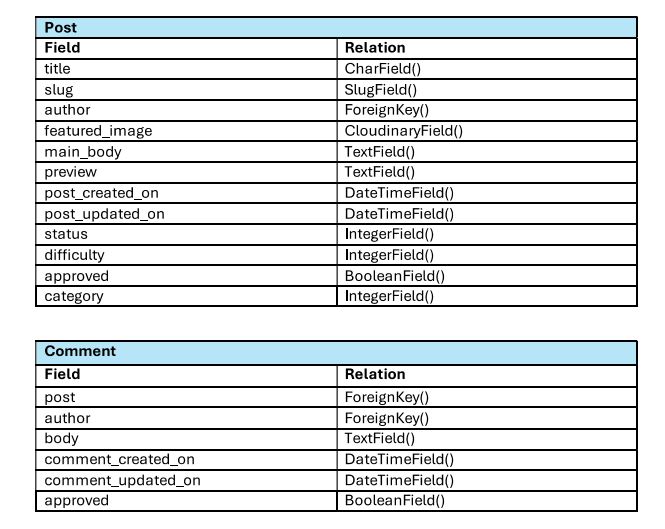 Post
Field Relation
title CharField()
slug SlugField()
author ForeignKey()
featured_image CloudinaryField()
main_body TextField()
preview TextField()
post_created_on DateTimeField()
post_updated_on DateTimeField()
status IntegerField()
difficulty IntegerField()
approved BooleanField()
category IntegerField()
Comment
Field Relation
post ForeignKey()
author ForeignKey()
body TextField()
comment_created_on DateTimeField()
comment_updated_on DateTimeField()
approved BooleanField()